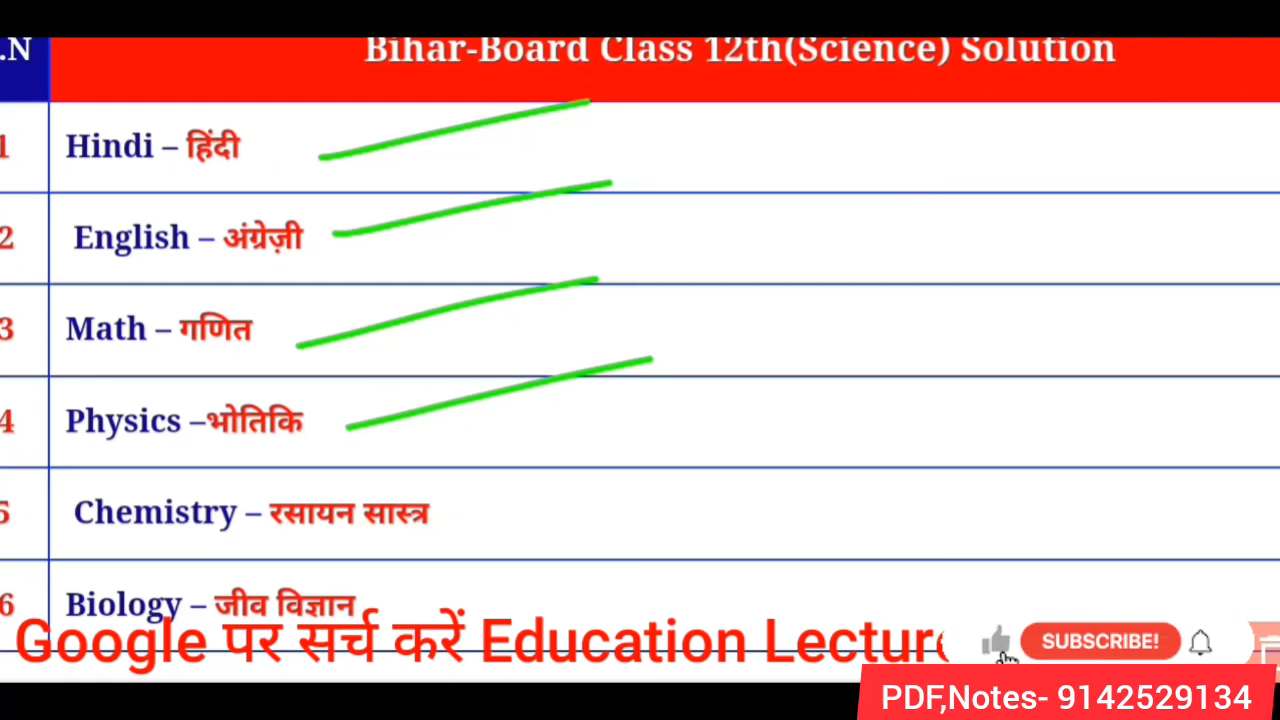 .N Bihar-Board Class 12th(Science) Solution
1 Hindi – हिंदी
2 English – अंग्रेज़ी
3 Math – गणित
4 Physics –भोतिकि
5 Chemistry – रसायन सास्त्र
6 Biology – जीव विज्ञान
Google पर सर्च करें Education Lecture
SUBSCRIBE!
PDF,Notes- 9142529134